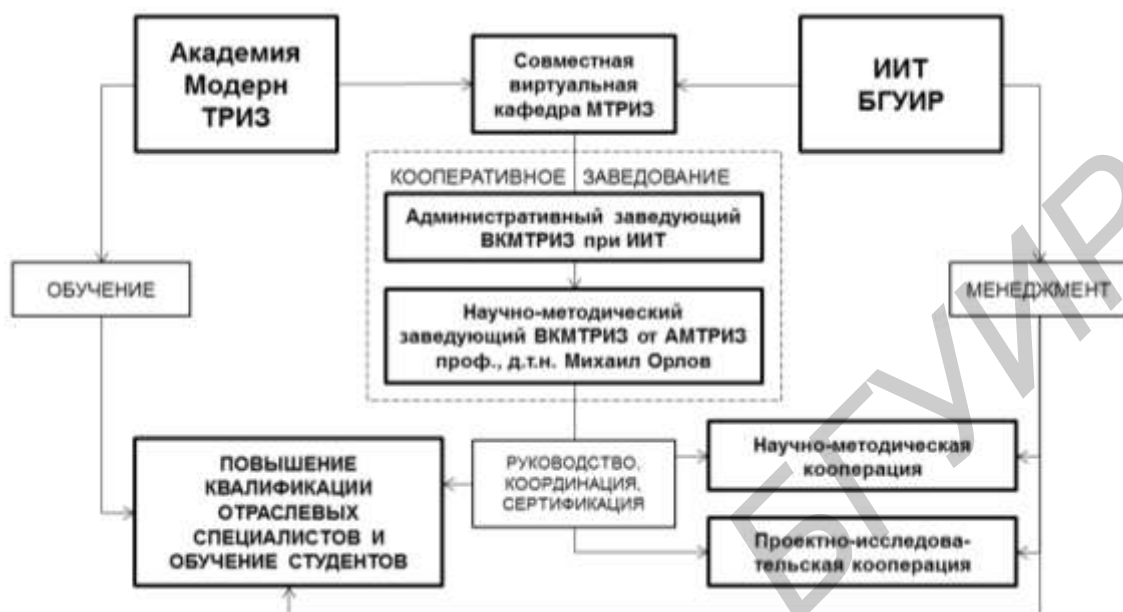 Академия
Модерн
ТРИЗ
Совместная
виртуальная
кафедра МТРИЗ
ИИТ
БГУИР
КООПЕРАТИВНОЕ ЗАВЕДОВАНИЕ
Административный заведующий
ВКМТРИЗ при ИИТ
ОБУЧЕНИЕ
МЕНЕДЖМЕНТ
Научно-методический
заведующий ВКМТРИЗ от АМТРИЗ
проф., д.т.н. Михаил Орлов
ПОВЫШЕНИЕ
КВАЛИФИКАЦИИ
ОТРАСЛЕВЫХ
СПЕЦИАЛИСТОВ И
ОБУЧЕНИЕ СТУДЕНТОВ
РУКОВОДСТВО,
КООРДИНАЦИЯ,
СЕРТИФИКАЦИЯ
Научно-методическая
кооперация
Проектно-исследова-
тельская кооперация
БГУИР